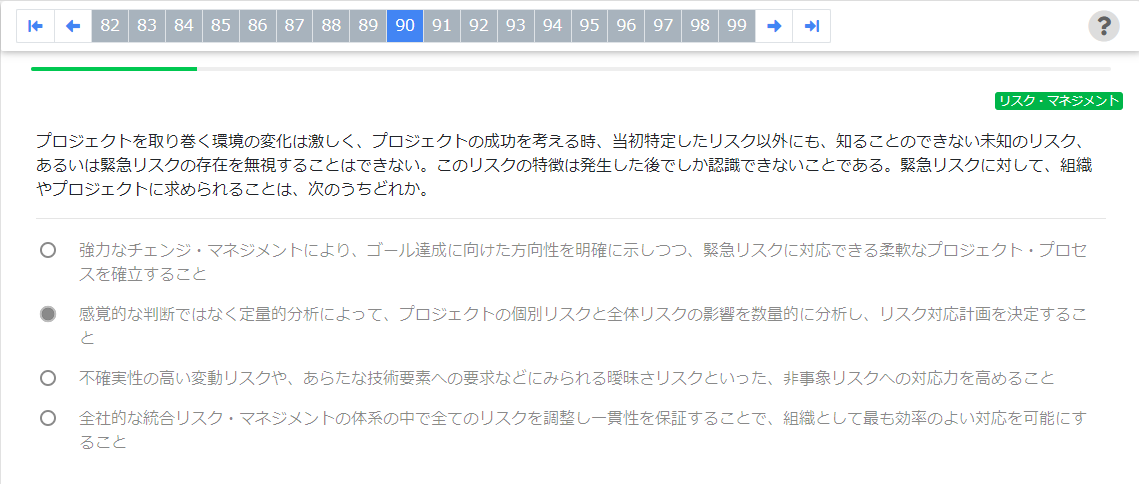 82 83 84 85 86 87 88 89 90 91 92 93 94 95 96 97 98 99 ?
リスク・マネジメント
プロジェクトを取り巻く環境の変化は激しく、プロジェクトの成功を考える時、当初特定したリスク以外にも、知ることのできない未知のリスク、
あるいは緊急リスクの存在を無視することはできない。このリスクの特徴は発生した後でしか認識できないことである。緊急リスクに対して、組織
やプロジェクトに求められることは、次のうちどれか。
強力なチェンジ・マネジメントにより、ゴール達成に向けた方向性を明確に示しつつ、緊急リスクに対応できる柔軟なプロジェクト・プロセ
スを確立すること
感覚的な判断ではなく定量的分析によって、プロジェクトの個別リスクと全体リスクの影響を数量的に分析し、リスク対応計画を決定するこ
と
不確実性の高い変動リスクや、あらたな技術要素への要求などにみられる曖昧さリスクといった、非事象リスクへの対応力を高めること
全社的な統合リスク・マネジメントの体系の中で全てのリスクを調整し一貫性を保証することで、組織として最も効率のよい対応を可能にす
ること